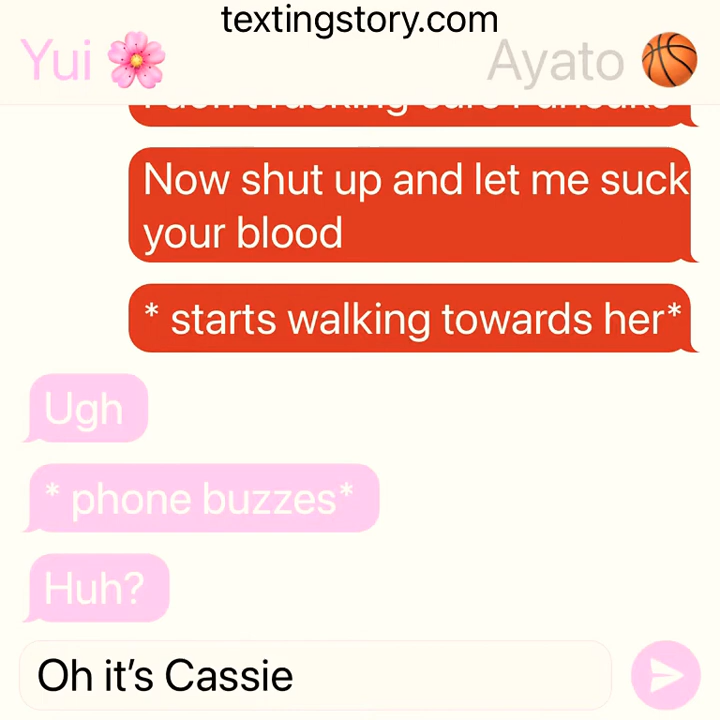 textingstory.com
Yui 🌸 Ayato 🏀
Now shut up and let me suck
your blood
* starts walking towards her*
Ugh
* phone buzzes*
Huh?
Oh it's Cassie